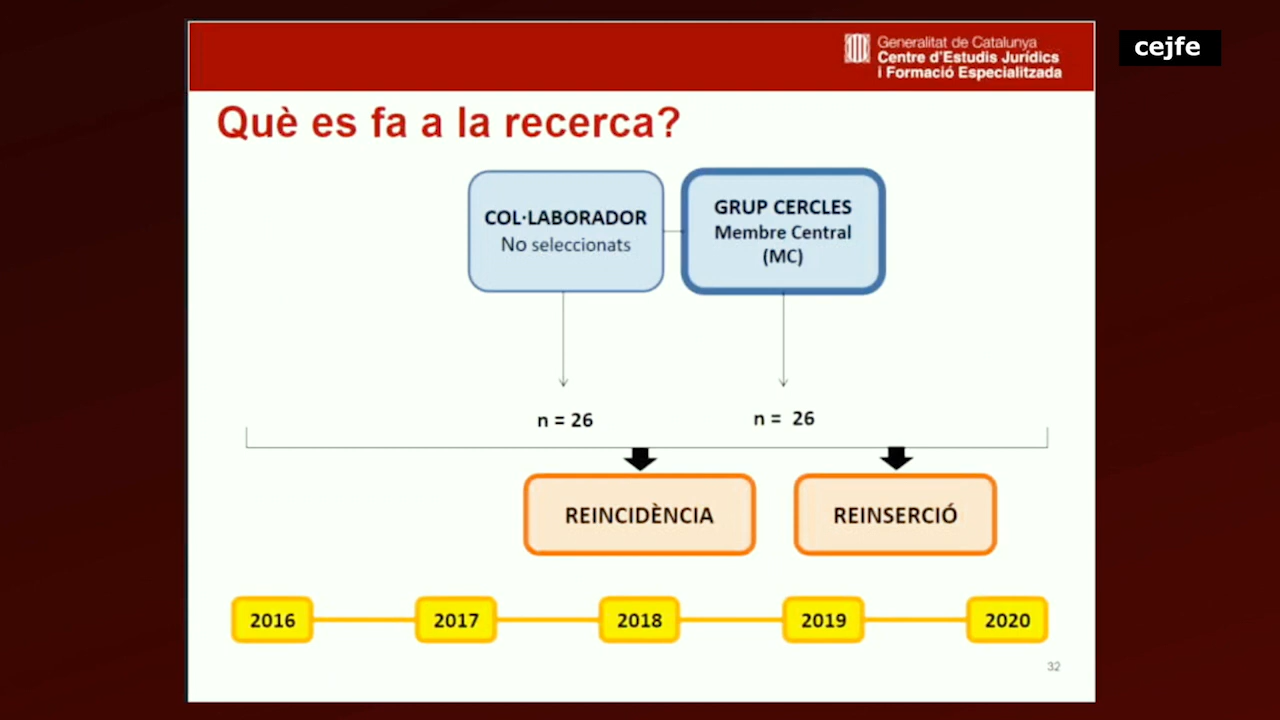 Generalitat de Catalunya
Centre d'Estudis Jurídics
i Formació Especialitzada
cejfe
Què es fa a la recerca?
COL·LABORADOR
No seleccionats
GRUP CERCLES
Membre Central
(MC)
n = 26
n = 26
REINCIDÈNCIA
REINSERCIÓ
2016
2017
2018
2019
2020
32